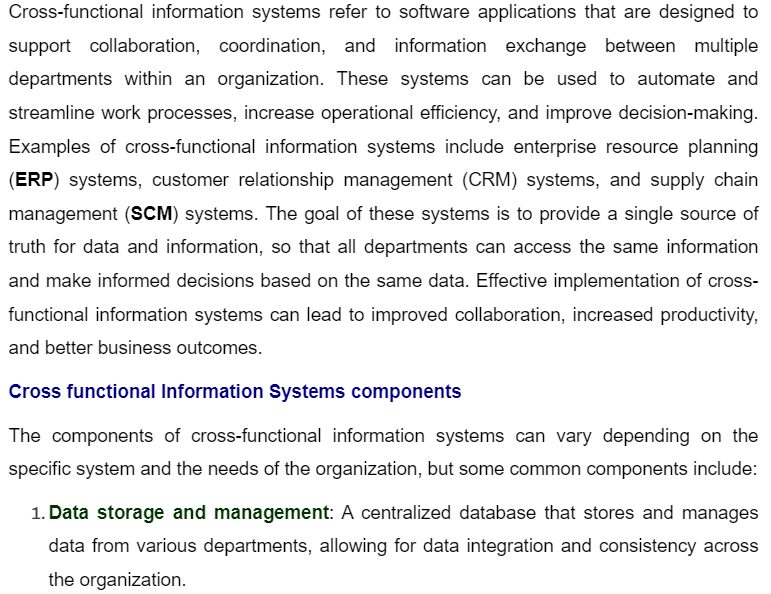 Cross-functional information systems refer to software applications that are designed to
support collaboration, coordination, and information exchange between multiple
departments within an organization. These systems can be used to automate and
streamline work processes, increase operational efficiency, and improve decision-making.
Examples of cross-functional information systems include enterprise resource planning
(ERP) systems, customer relationship management (CRM) systems, and supply chain
management (SCM) systems. The goal of these systems is to provide a single source of
truth for data and information, so that all departments can access the same information
and make informed decisions based on the same data. Effective implementation of cross-
functional information systems can lead to improved collaboration, increased productivity,
and better business outcomes.
Cross functional Information Systems components
The components of cross-functional information systems can vary depending on the
specific system and the needs of the organization, but some common components include:
1. Data storage and management: A centralized database that stores and manages
data from various departments, allowing for data integration and consistency across
the organization.